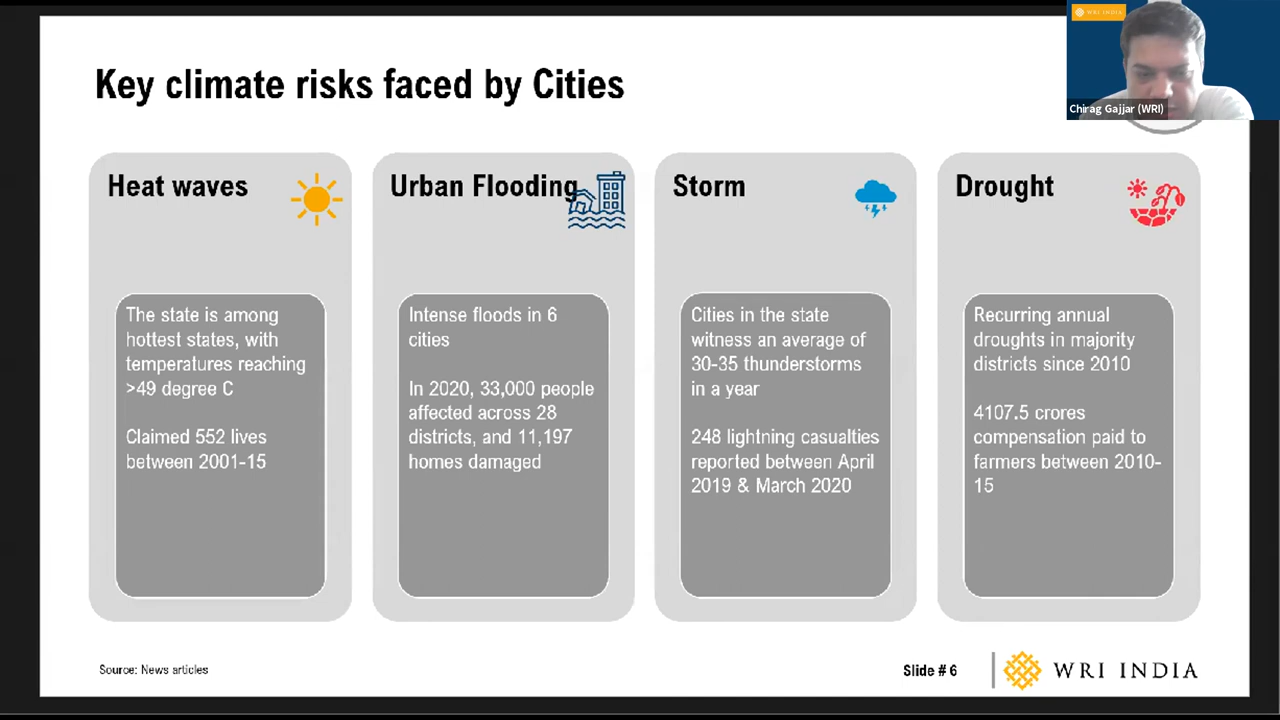 WRI INDIA
Chirag Gajjar (WRI)
Key climate risks faced by Cities
Heat waves
The state is among
hottest states, with
temperatures reaching
>49 degree C
Claimed 552 lives
between 2001-15
Urban Flooding
Intense floods in 6
cities
In 2020, 33,000 people
affected across 28
districts, and 11,197
homes damaged
Storm
Cities in the state
witness an average of
30-35 thunderstorms
in a year
248 lightning casualties
reported between April
2019 & March 2020
Drought
Recurring annual
droughts in majority
districts since 2010
4107.5 crores
compensation paid to
farmers between 2010-
15
Source: News articles
Slide # 6
WRI INDIA